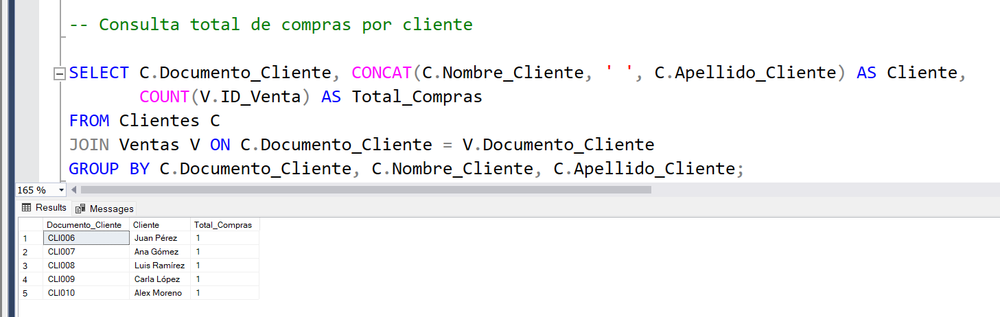 -- Consulta total de compras por cliente
SELECT C.Documento_Cliente, CONCAT(C.Nombre_Cliente, ' ', C.Apellido_Cliente) AS Cliente,
COUNT(V.ID_Venta) AS Total_Compras
FROM Clientes C
JOIN Ventas V ON C.Documento_Cliente = V.Documento_Cliente
GROUP BY C.Documento_Cliente, C.Nombre_Cliente, C.Apellido_Cliente;
165 %
Results Messages
Documento_Cliente Cliente Total_Compras
1 CLI006 Juan Pérez 1
2 CLI007 Ana Gómez 1
3 CLI008 Luis Ramírez 1
4 CLI009 Carla López 1
5 CLI010 Alex Moreno 1